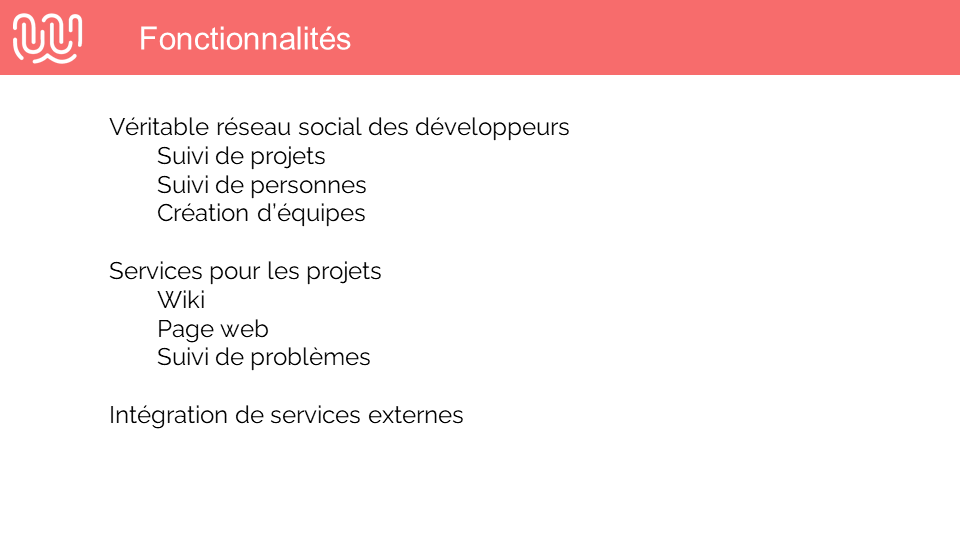 Fonctionnalités
Véritable réseau social des développeurs
Suivi de projets
Suivi de personnes
Création d’équipes
Services pour les projets
Wiki
Page web
Suivi de problèmes
Intégration de services externes